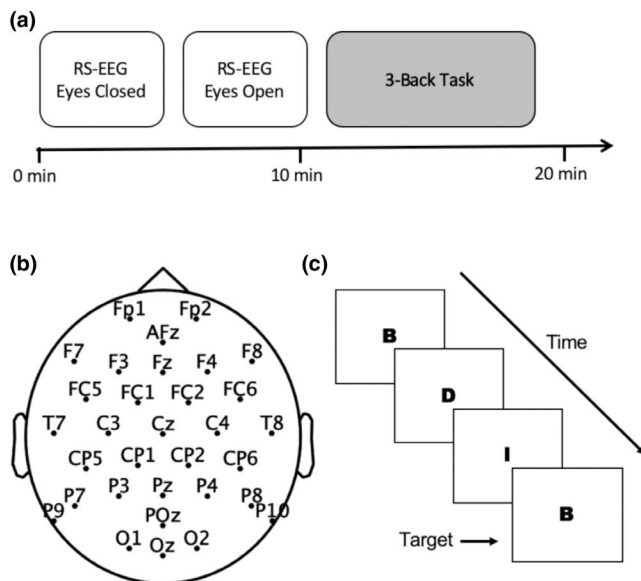 (a)
RS-EEG
Eyes Closed
RS-EEG
Eyes Open
3-Back Task
0 min
10 min
20 min
(b)
Fp1 Fp2
AFz
F7 F3 Fz F4 F8
FC5 FC1 FC2 FC6
T7 C3 Cz C4 T8
CP5 CP1 CP2 CP6
P9 P7 P3 Pz P4 P8 P10
POz
O1 Oz O2
(c)
B
Time
D
I
B
Target